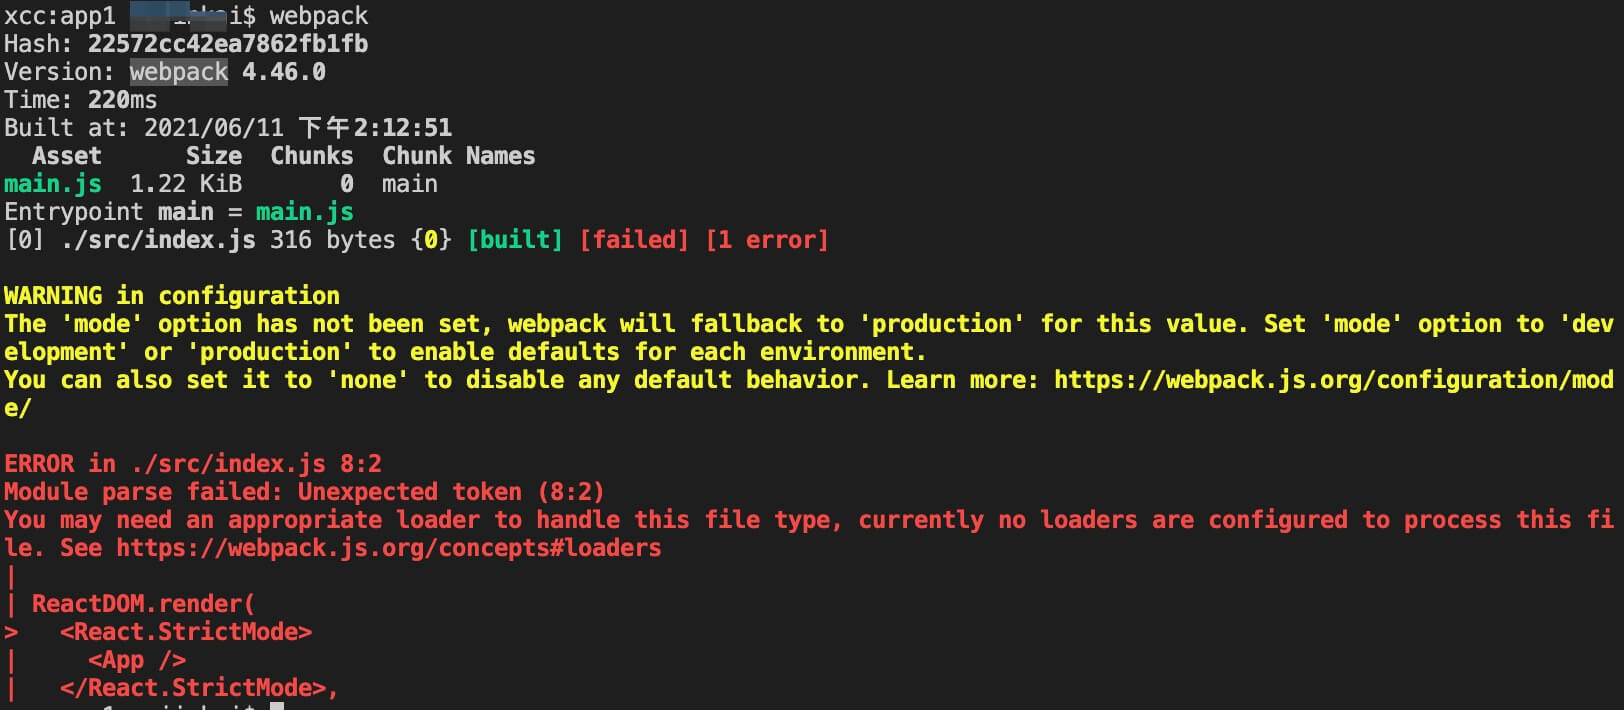 xcc:app1 i$ webpack
Hash: 22572cc42ea7862fb1fb
Version: webpack 4.46.0
Time: 220ms
Built at: 2021/06/11 下午2:12:51
  Asset      Size  Chunks  Chunk Names
main.js  1.22 KiB       0  main
Entrypoint main = main.js
[0] ./src/index.js 316 bytes {0} [built] [failed] [1 error]
WARNING in configuration
The 'mode' option has not been set, webpack will fallback to 'production' for this value. Set 'mode' option to 'dev
elopment' or 'production' to enable defaults for each environment.
You can also set it to 'none' to disable any default behavior. Learn more: https://webpack.js.org/configuration/mod
e/
ERROR in ./src/index.js 8:2
Module parse failed: Unexpected token (8:2)
You may need an appropriate loader to handle this file type, currently no loaders are configured to process this fi
le. See https://webpack.js.org/concepts#loaders
|
| ReactDOM.render(
>   <React.StrictMode>
|     <App />
|   </React.StrictMode>,